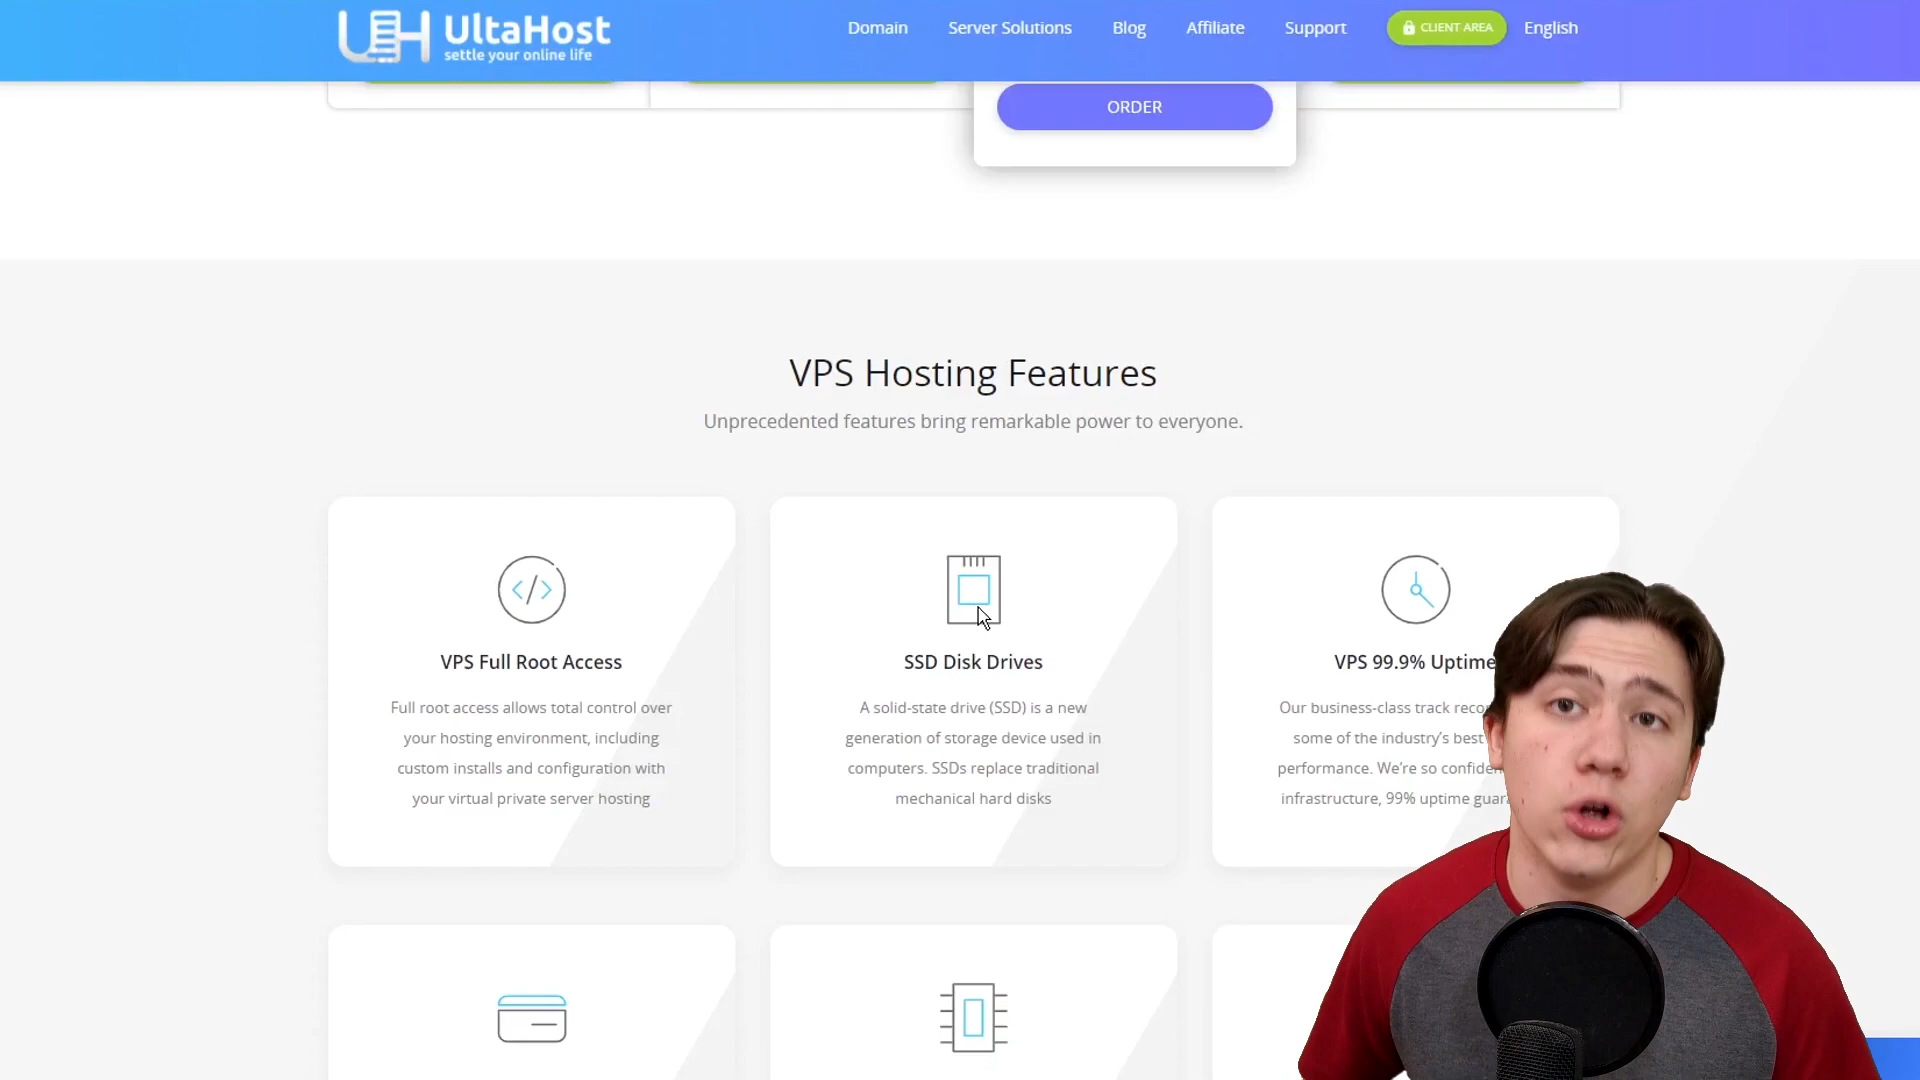 UltaHost
settle your online life
Domain
Server Solutions
Blog
Affiliate
Support
CLIENT AREA
English
ORDER
VPS Hosting Features
Unprecedented features bring remarkable power to everyone.
VPS Full Root Access
Full root access allows total control over
your hosting environment, including
custom installs and configuration with
your virtual private server hosting
SSD Disk Drives
A solid-state drive (SSD) is a new
generation of storage device used in
computers. SSDs replace traditional
mechanical hard disks
VPS 99.9% Uptime
Our business-class track
some of the industry's best
performance. We're so
infrastructure, 99% uptime